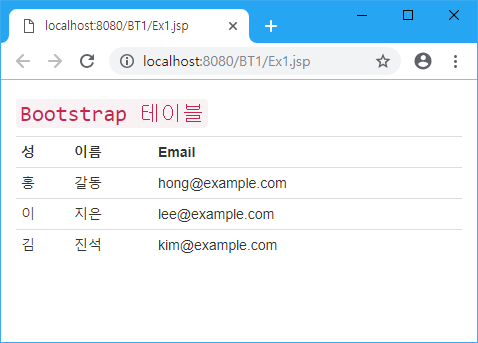 localhost:8080/BT1/Ex1.jsp
localhost:8080/BT1/Ex1.jsp
Bootstrap 테이블
성 이름 Email
홍 갈동 hong@example.com
이 지은 lee@example.com
김 진석 kim@example.com